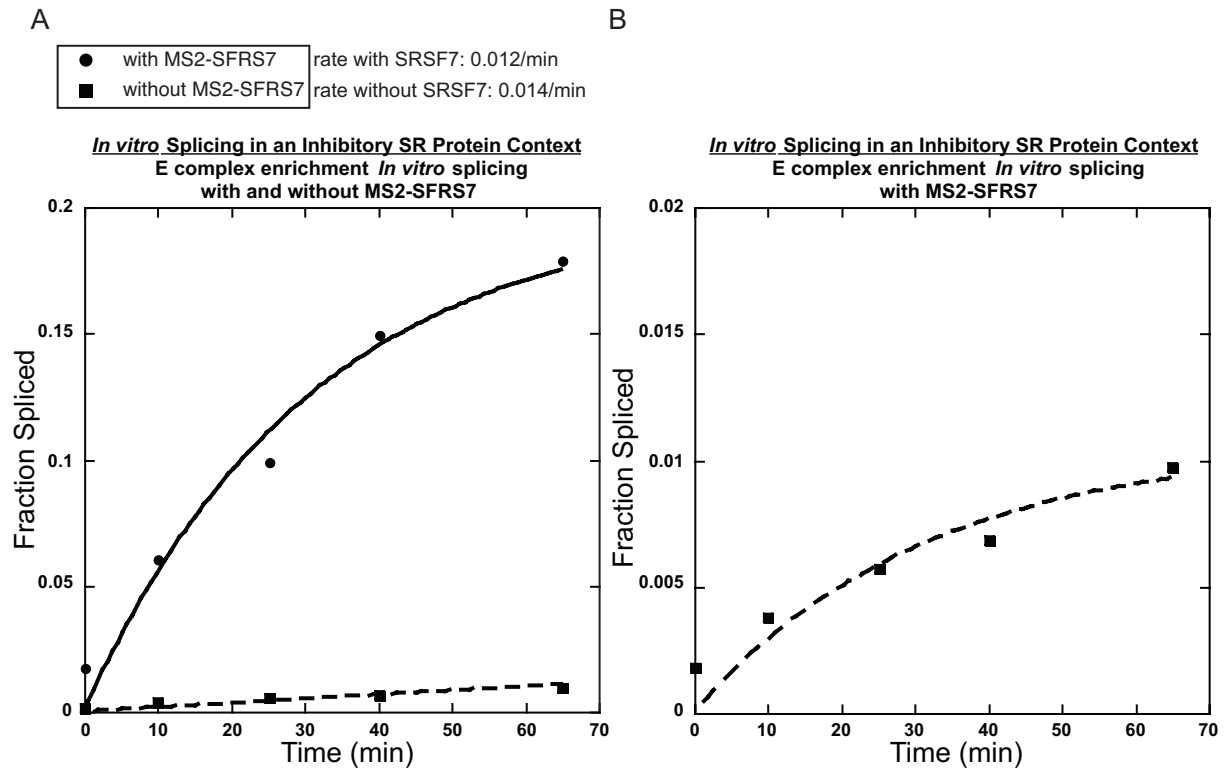 A
with MS2-SFRS7 rate with SRSF7: 0.012/min
without MS2-SFRS7 rate without SRSF7: 0.014/min
In vitro Splicing in an Inhibitory SR Protein Context
E complex enrichment In vitro splicing
with and without MS2-SFRS7
0.2
0.15
0.1
0.05
0
Fraction Spliced
0 10 20 30 40 50 60 70
Time (min)
B
In vitro Splicing in an Inhibitory SR Protein Context
E complex enrichment In vitro splicing
with MS2-SFRS7
0.02
0.015
0.01
0.005
0
Fraction Spliced
0 10 20 30 40 50 60 70
Time (min)